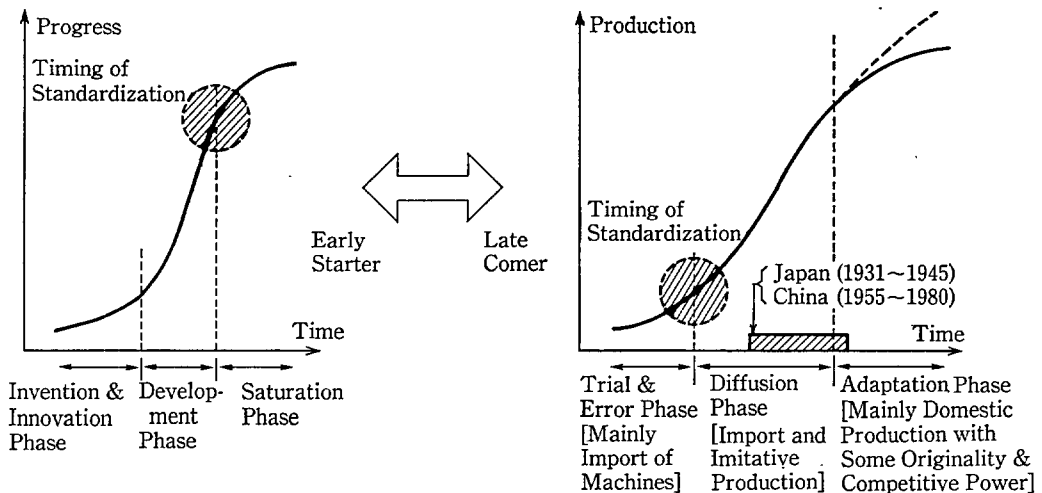 Progress
Timing of
Standardization
Time
Invention &
Innovation
Phase
Develop-
ment
Phase
Saturation
Phase
Early
Starter
Late
Comer
Production
Timing of
Standardization
Japan (1931~1945)
China (1955~1980)
Time
Trial &
Error Phase
[Mainly
Import of
Machines]
Diffusion
Phase
[Import and
Imitative
Production]
Adaptation Phase
[Mainly Domestic
Production with
Some Originality &
Competitive Power]